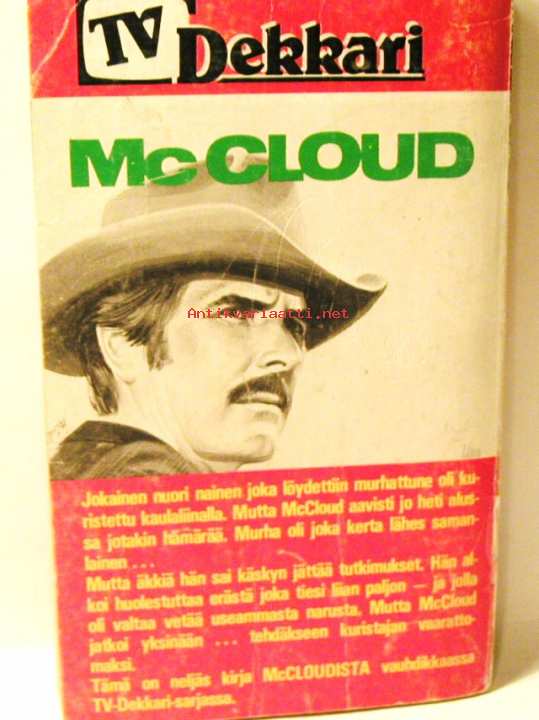 TV Dekkari
McCLOUD
Antikvariaatti.net
Jokainen nuori nainen joka löydettiin murhattune oli ku-
ristettu kaulaliinalla. Mutta McCloud aavisti jo heti alus-
sa jotakin hämärää. Murha oli joka kerta lähes saman-
lainen ...
Mutta äkkiä hän sai käskyn jättää tutkimukset. Hän al-
koi huolestuttaa erästä joka tiesi liian paljon — ja jolla
oli valtaa vetää useammasta narusta. Mutta McCloud
jatkoi yksinään ... tehdäkseen kuristajan vaaratto-
maksi.
Tämä on neljäs kirja McCLOUDISTA vauhdikkaassa
TV-Dekkari-sarjassa.